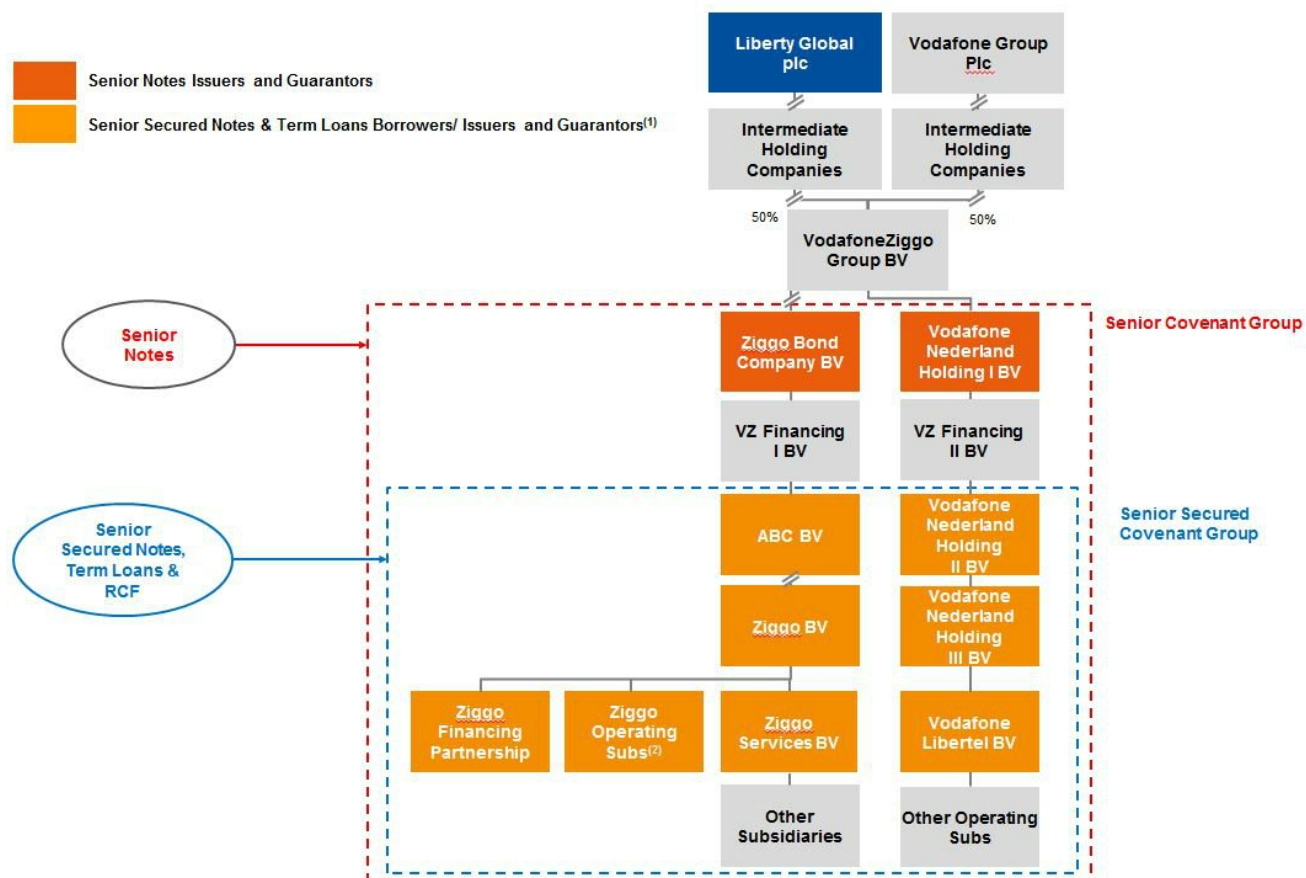 Liberty Global
plc
Vodafone Group
Plc
Senior Notes Issuers and Guarantors
Senior Secured Notes & Term Loans Borrowers/ Issuers and Guarantors(1)
Intermediate
Holding
Companies
Intermediate
Holding
Companies
50%
50%
VodafoneZiggo
Group BV
Senior
Notes
Ziggo Bond
Company BV
Vodafone
Nederland
Holding I BV
Senior Covenant Group
VZ Financing
I BV
VZ Financing
II BV
Senior
Secured Notes,
Term Loans &
RCF
ABC BV
Vodafone
Nederland
Holding
II BV
Senior Secured
Covenant Group
Ziggo BV
Vodafone
Nederland
Holding
III BV
Ziggo
Financing
Partnership
Ziggo
Operating
Subs(2)
Ziggo
Services BV
Vodafone
Libertel BV
Other
Subsidiaries
Other Operating
Subs